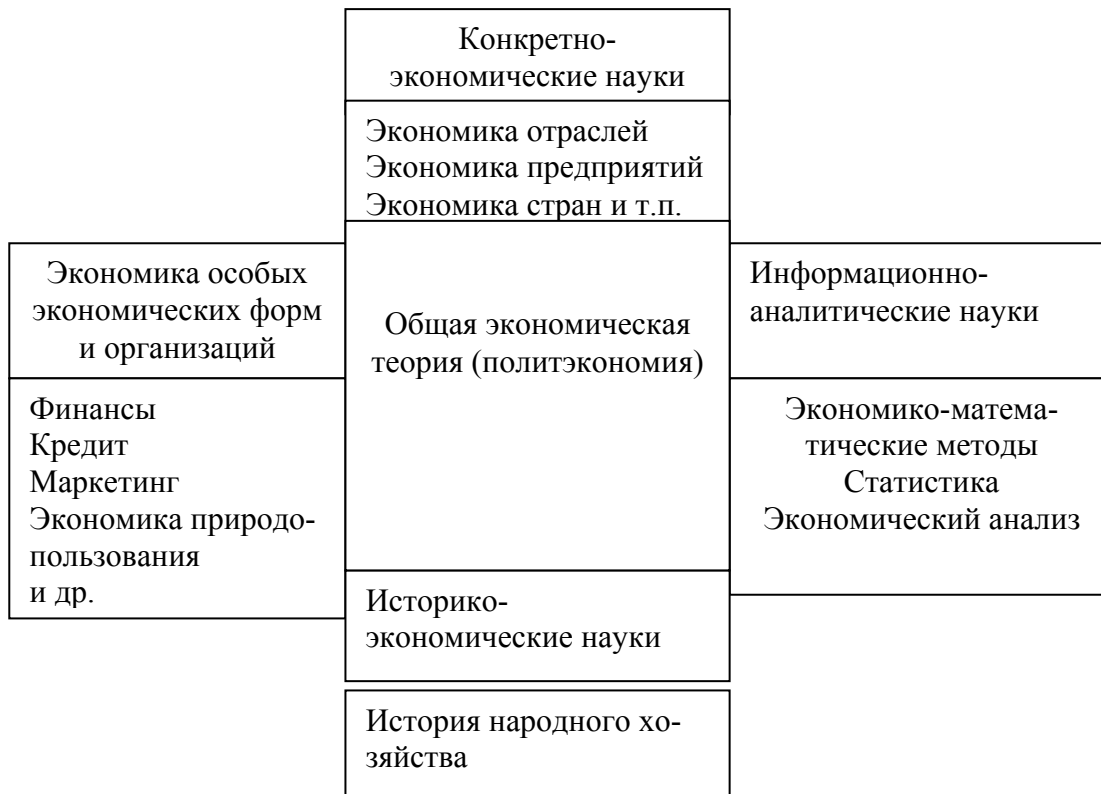 Конкретно-
экономические науки
Экономика отраслей
Экономика предприятий
Экономика стран и т.п.
Экономика особых
экономических форм
и организаций
Финансы
Кредит
Маркетинг
Экономика природо-
пользования
и др.
Общая экономическая
теория (политэкономия)
Информационно-
аналитические науки
Экономико-матема-
тические методы
Статистика
Экономический анализ
Историко-
экономические науки
История народного хо-
зяйства